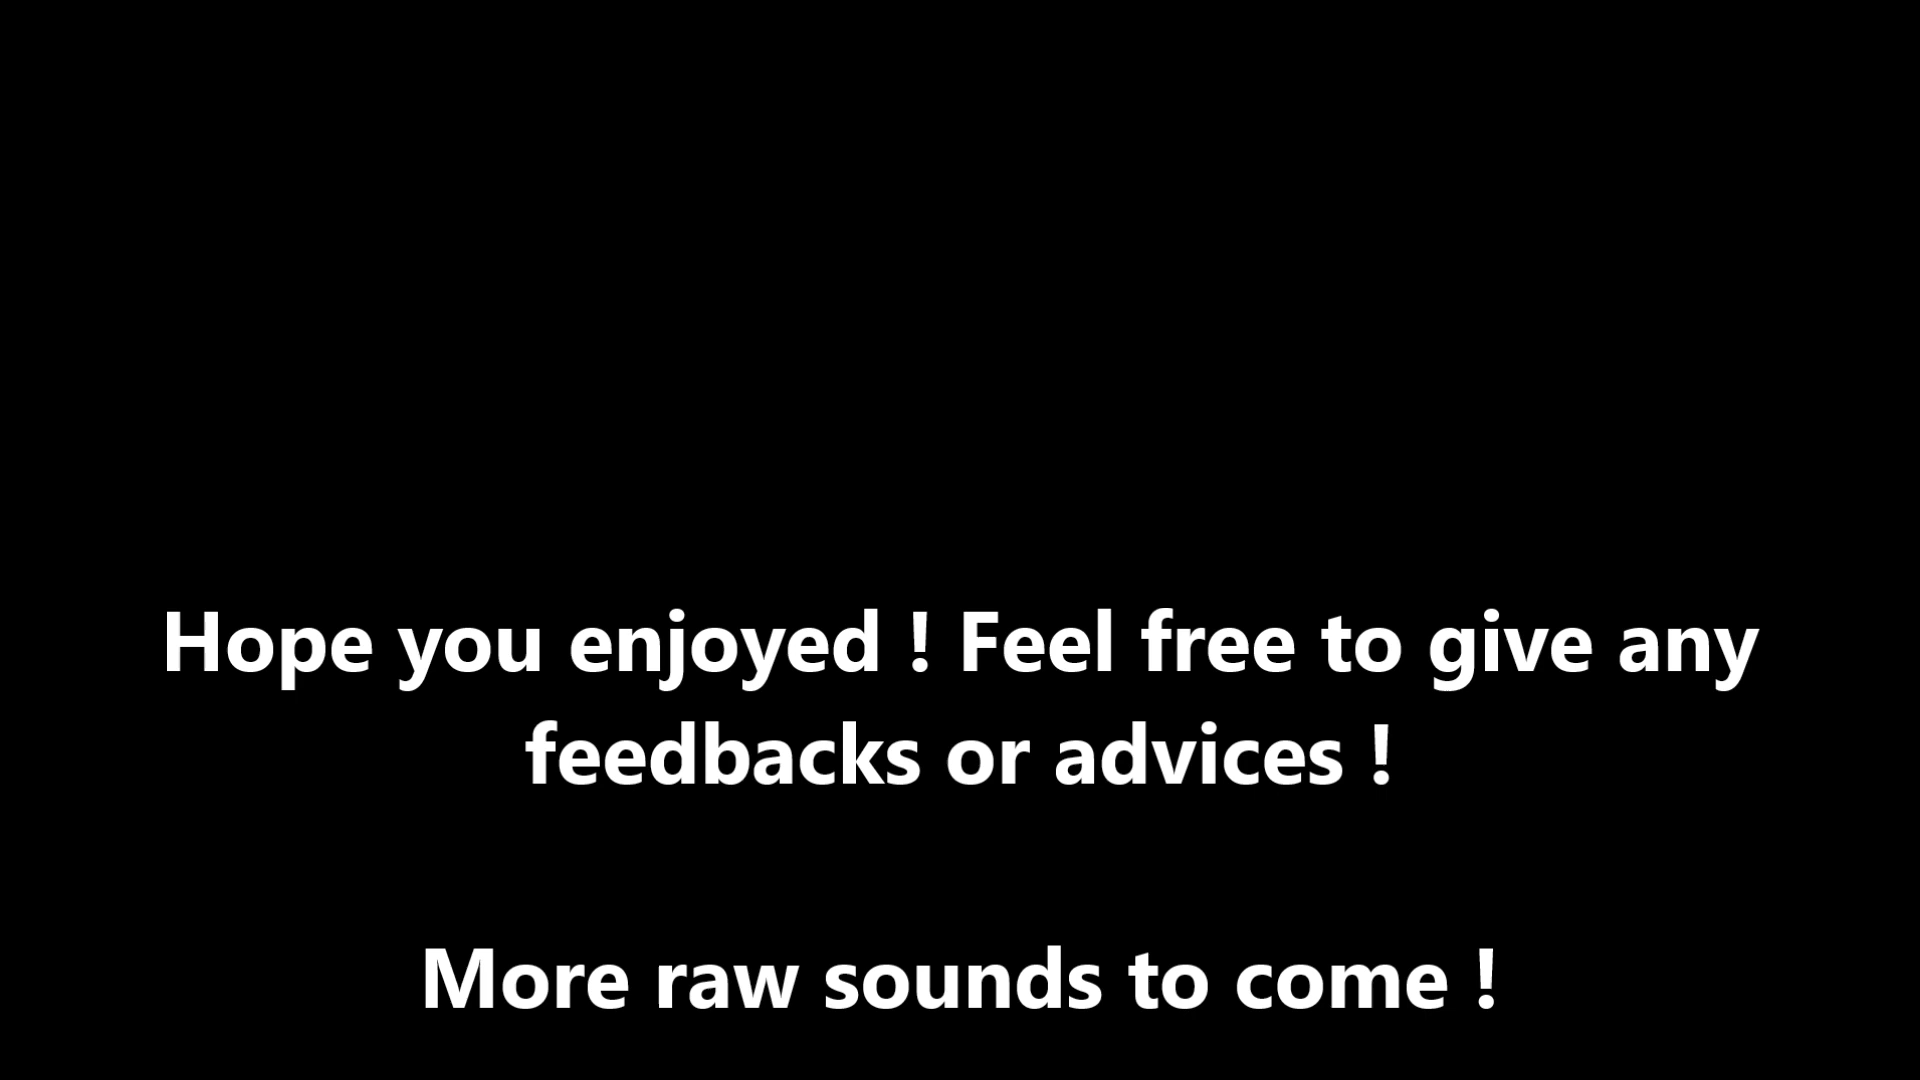 Hope you enjoyed ! Feel free to give any
feedbacks or advices !
More raw sounds to come !